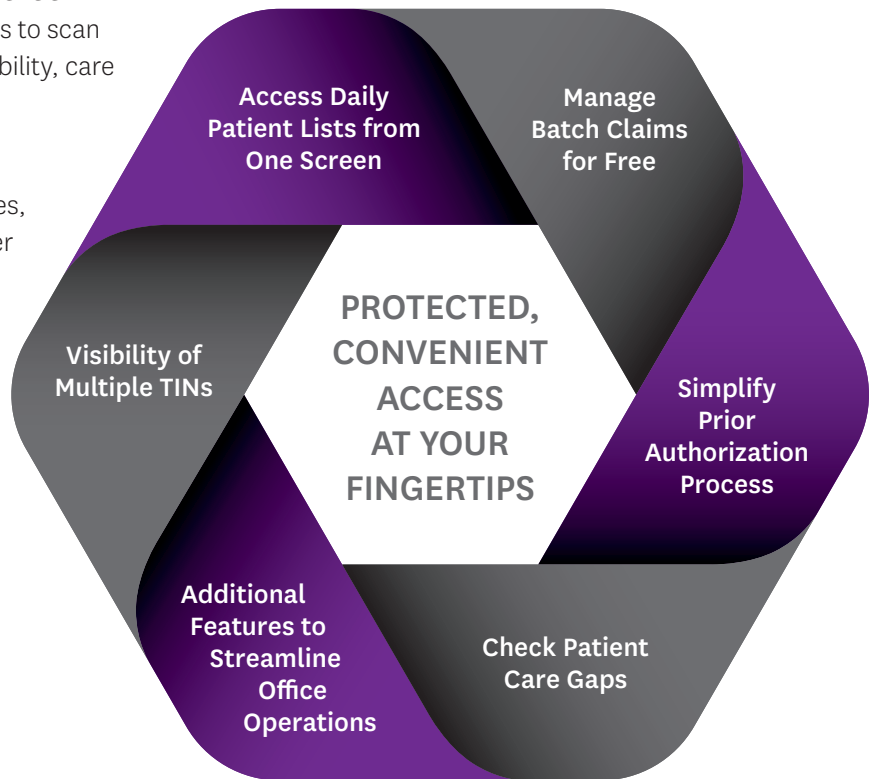 s to scan
bility, care
es,
er
Access Daily
Patient Lists from
One Screen
Manage
Batch Claims
for Free
Simplify
Prior
Authorization
Process
Check Patient
Care Gaps
Additional
Features to
Streamline
Office
Operations
Visibility of
Multiple TINs
PROTECTED,
CONVENIENT
ACCESS
AT YOUR
FINGERTIPS